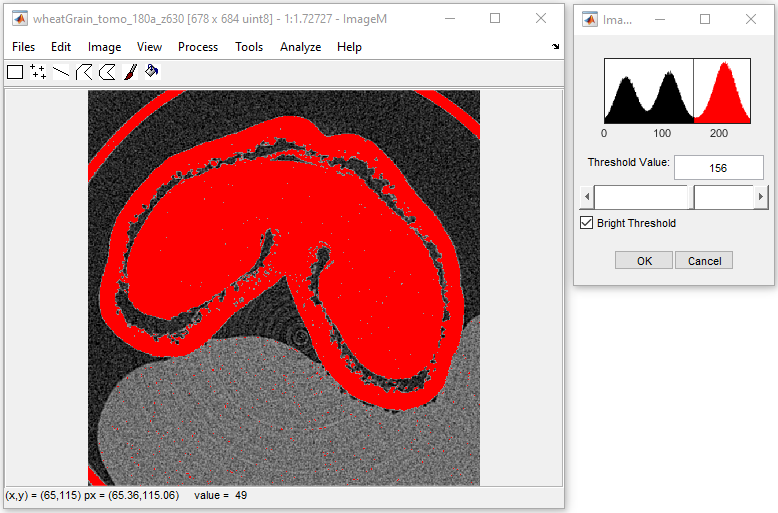 wheatGrain_tomo_180a_z630 [678 x 684 uint8] - 1:1.72727 - ImageM
Files Edit Image View Process Tools Analyze Help
(x,y) = (65,115) px = (65.36,115.06) value = 49
Ima...
0 100 200
Threshold Value: 156
Bright Threshold
OK Cancel